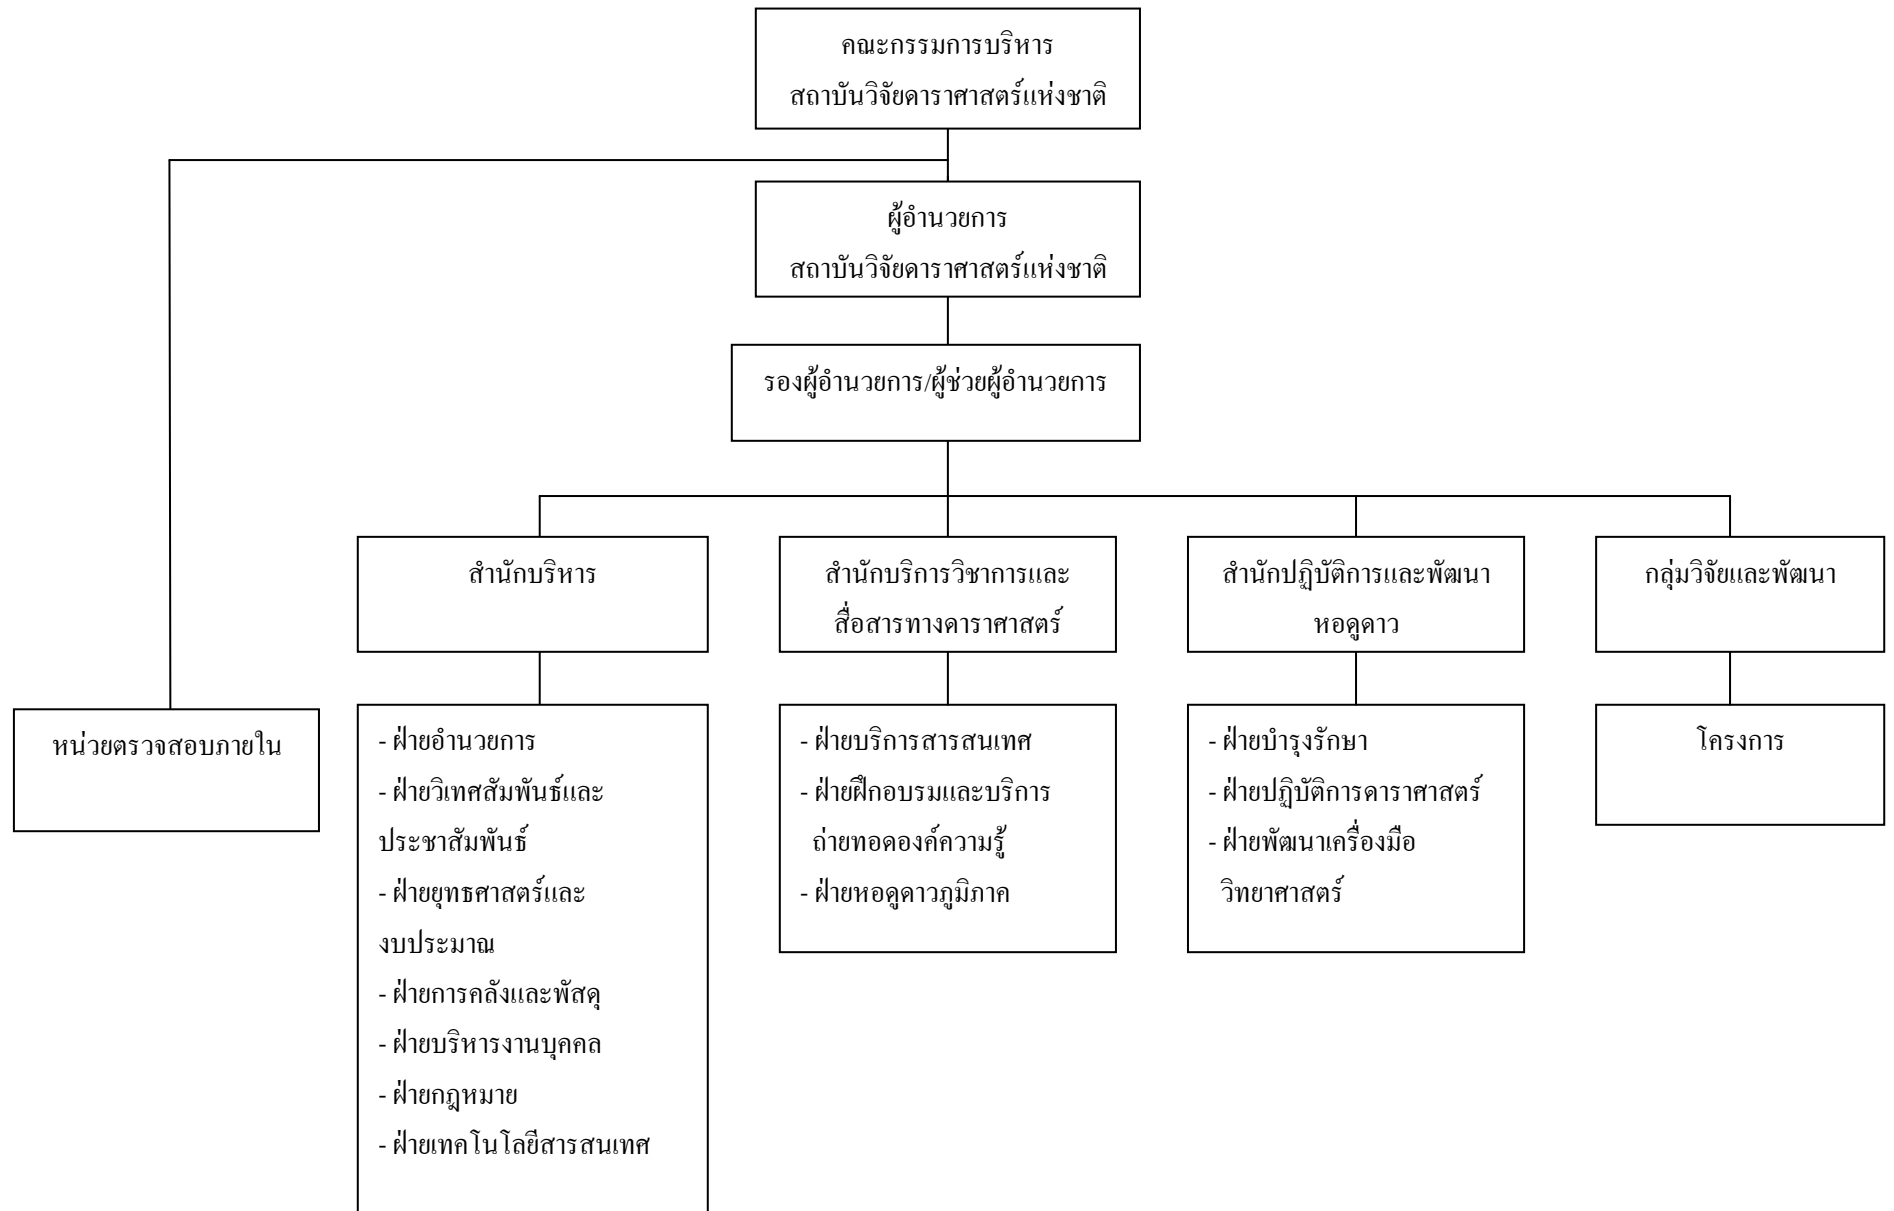 คณะกรรมการบริหาร
สถาบันวิจัยดาราศาสตร์แห่งชาติ
ผู้อำนวยการ
สถาบันวิจัยดาราศาสตร์แห่งชาติ
รองผู้อำนวยการ/ผู้ช่วยผู้อำนวยการ
สำนักบริหาร
สำนักบริการวิชาการและ
สื่อสารทางดาราศาสตร์
สำนักปฏิบัติการและพัฒนา
หอดูดาว
กลุ่มวิจัยและพัฒนา
หน่วยตรวจสอบภายใน
- ฝ่ายอำนวยการ
- ฝ่ายวิเทศสัมพันธ์และ
ประชาสัมพันธ์
- ฝ่ายยุทธศาสตร์และ
งบประมาณ
- ฝ่ายการคลังและพัสดุ
- ฝ่ายบริหารงานบุคคล
- ฝ่ายกฎหมาย
- ฝ่ายเทคโนโลยีสารสนเทศ
- ฝ่ายบริการสารสนเทศ
- ฝ่ายฝึกอบรมและบริการ
ถ่ายทอดองค์ความรู้
- ฝ่ายหอดูดาวภูมิภาค
- ฝ่ายบำรุงรักษา
- ฝ่ายปฏิบัติการดาราศาสตร์
- ฝ่ายพัฒนาเครื่องมือ
วิทยาศาสตร์
โครงการ